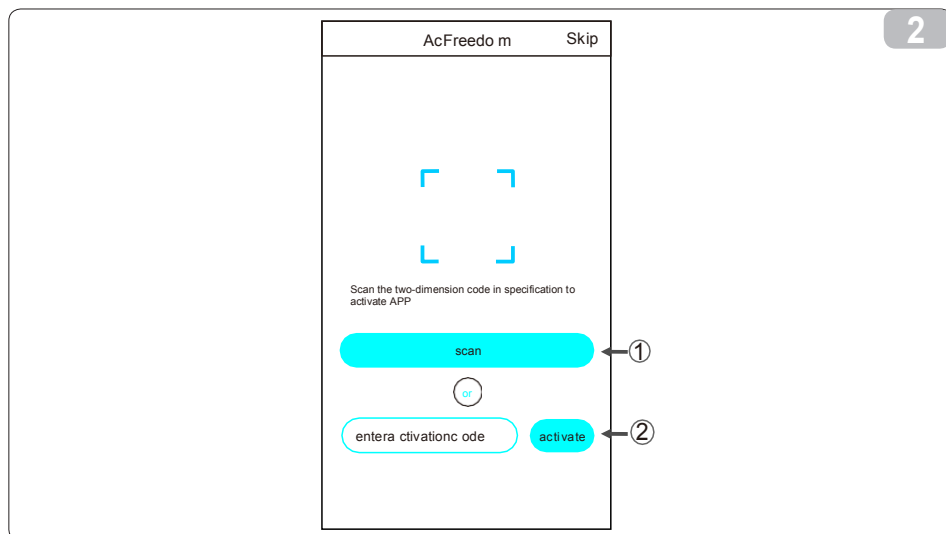 AcFreedo m Skip
2
Scan the two-dimension code in specification to
activate APP
scan
①
or
entera ctivationc ode
activate
②